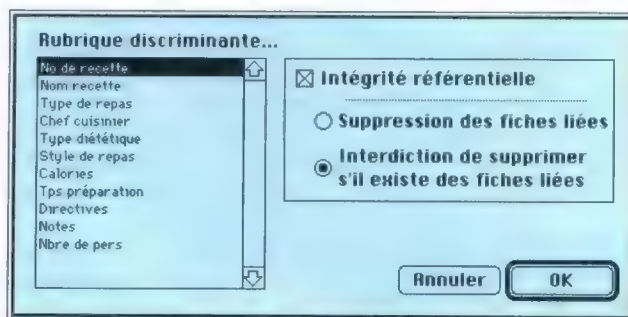 Rubrique discriminante...
No de recette
Nom recette
Type de repas
Chef cuisinier
Type diététique
Style de repas
Calories
Tps préparation
Directives
Notes
Nbre de pers
Intégrité référentielle
Suppression des fiches liées
Interdiction de supprimer
s'il existe des fiches liées
Annuler
OK